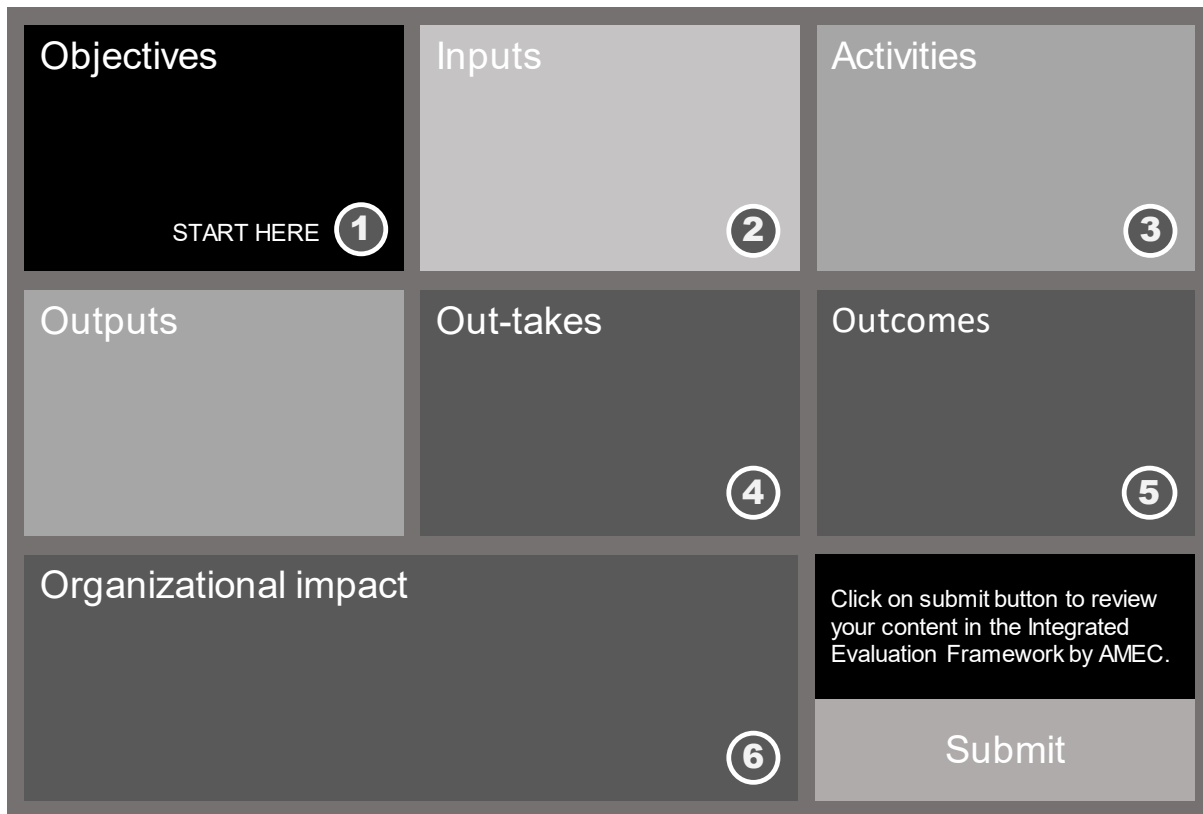 Objectives
START HERE 1
Inputs
2
Activities
3
Outputs
Out-takes
4
Outcomes
5
Organizational impact
6
Click on submit button to review
your content in the Integrated
Evaluation Framework by AMEC.
Submit